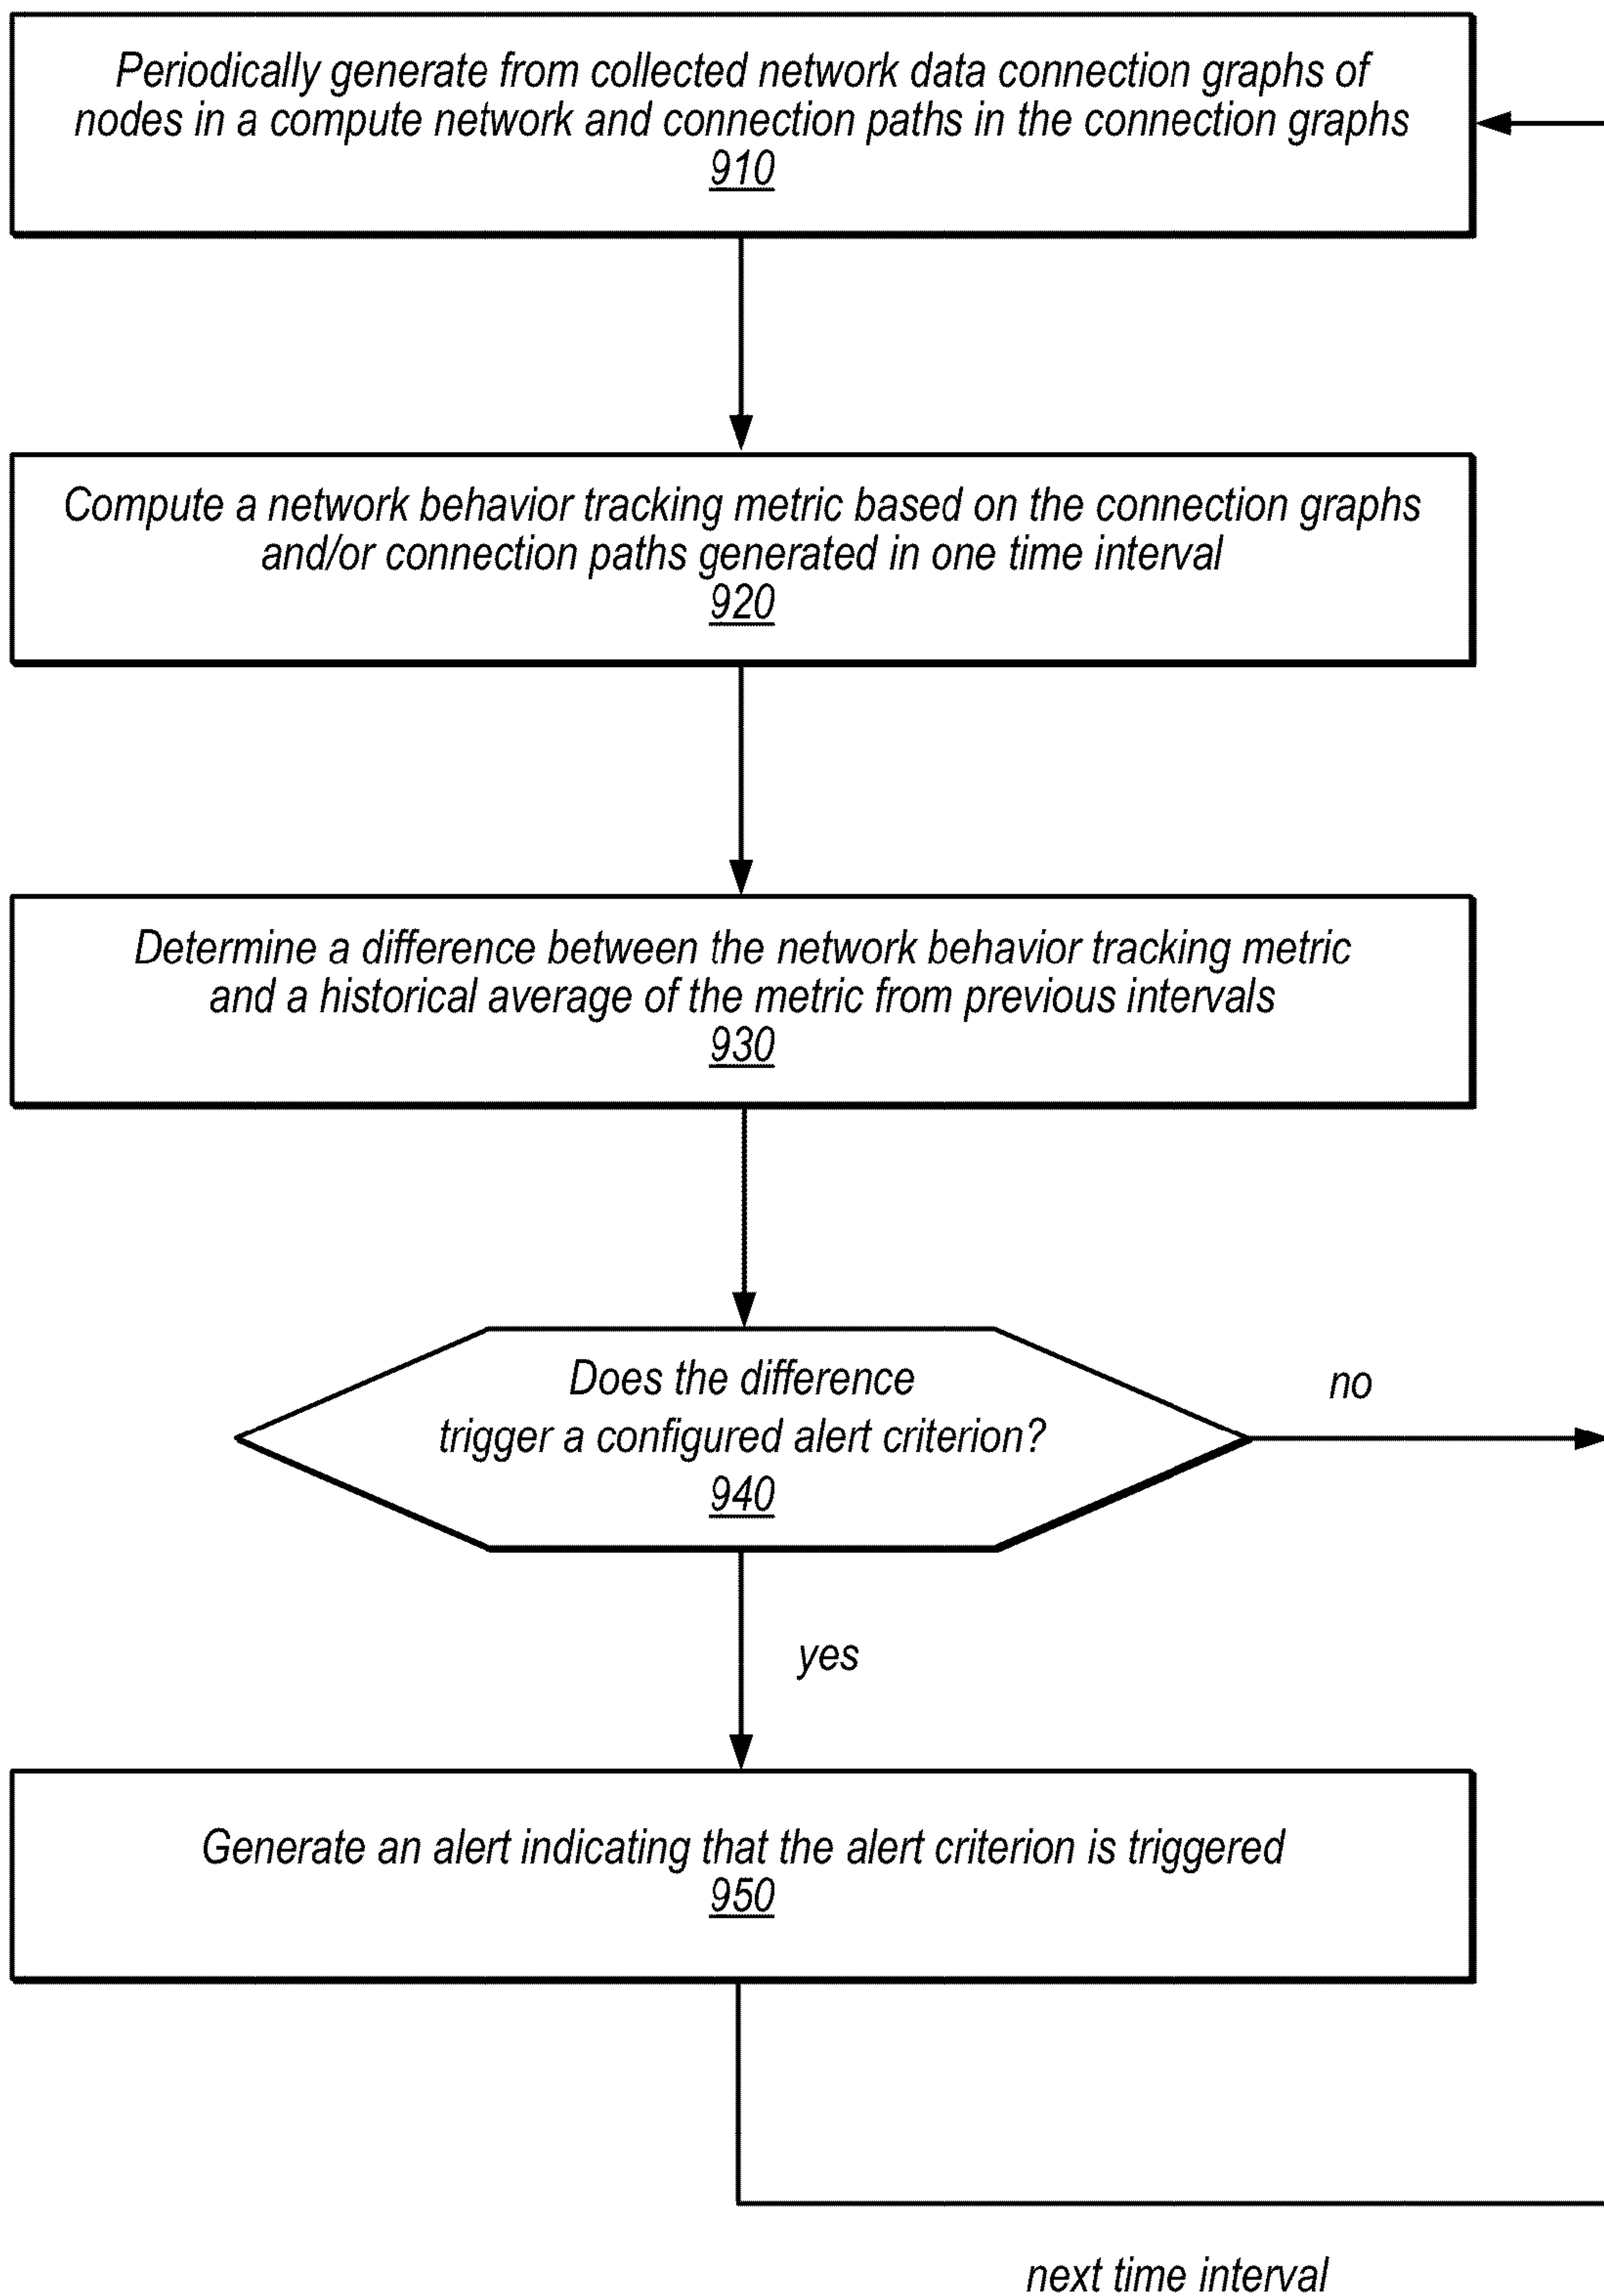 Periodically generate from collected network data connection graphs of
nodes in a compute network and connection paths in the connection graphs
910
Compute a network behavior tracking metric based on the connection graphs
and/or connection paths generated in one time interval
920
Determine a difference between the network behavior tracking metric
and a historical average of the metric from previous intervals
930
Does the difference
trigger a configured alert criterion?
940
no
yes
Generate an alert indicating that the alert criterion is triggered
950
next time interval